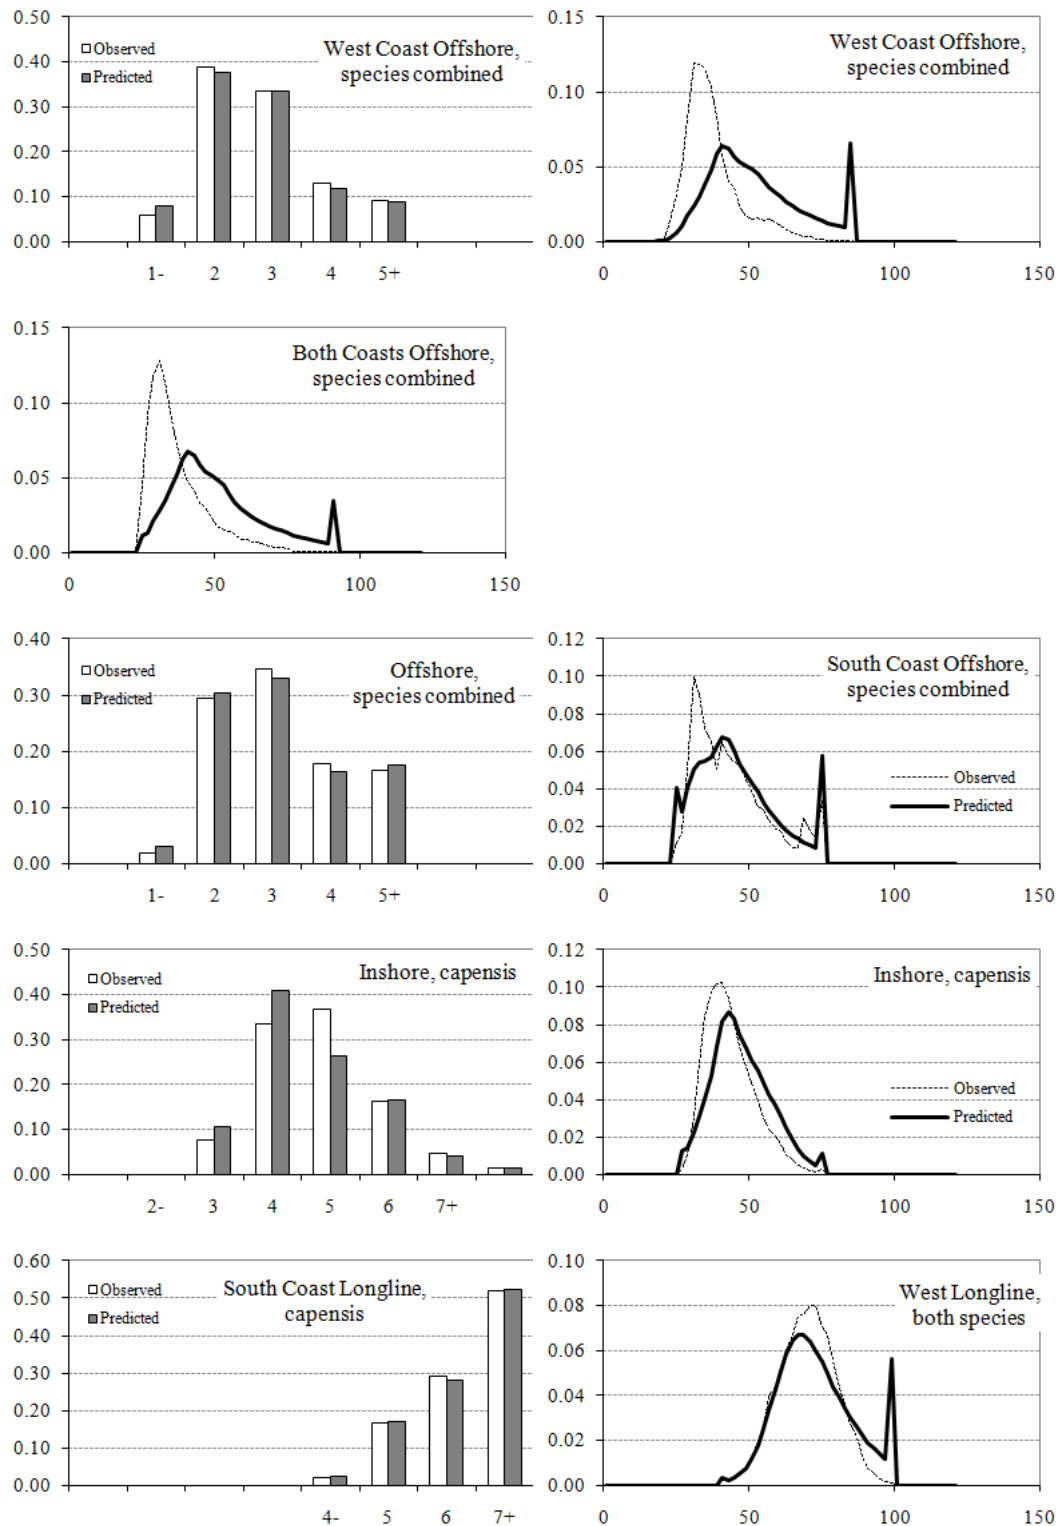 0.50
0.40
0.30
0.20
0.10
0.00
Observed
Predicted
West Coast Offshore,
species combined
1- 2 3 4 5+
0.15
0.10
0.05
0.00
West Coast Offshore,
species combined
0 50 100 150
0.15
0.10
0.05
0.00
Both Coasts Offshore,
species combined
0 50 100 150
0.40
0.30
0.20
0.10
0.00
Observed
Predicted
Offshore,
species combined
1- 2 3 4 5+
0.12
0.10
0.08
0.06
0.04
0.02
0.00
South Coast Offshore,
species combined
Observed
Predicted
0 50 100 150
0.50
0.40
0.30
0.20
0.10
0.00
Observed
Predicted
Inshore, capensis
2- 3 4 5 6 7+
0.12
0.10
0.08
0.06
0.04
0.02
0.00
Inshore, capensis
Observed
Predicted
0 50 100 150
0.60
0.50
0.40
0.30
0.20
0.10
0.00
Observed
Predicted
South Coast Longline,
capensis
4- 5 6 7+
0.10
0.08
0.06
0.04
0.02
0.00
West Longline,
both species
0 50 100 150